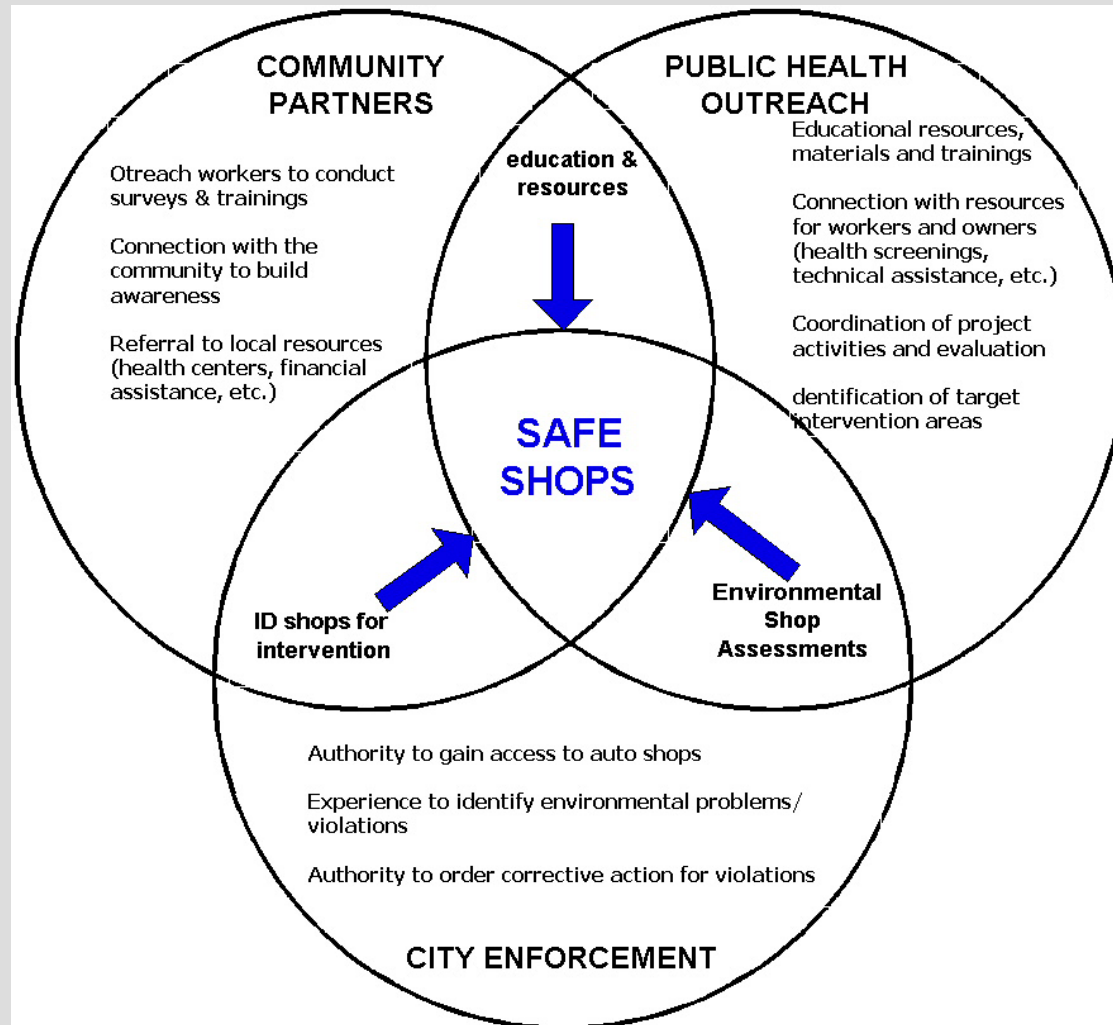 COMMUNITY
PARTNERS
Otreach workers to conduct
surveys & trainings
Connection with the
community to build
awareness
Referral to local resources
(health centers, financial
assistance, etc.)
education &
resources
PUBLIC HEALTH
OUTREACH
Educational resources,
materials and trainings
Connection with resources
for workers and owners
(health screenings,
technical assistance, etc.)
Coordination of project
activities and evaluation
dentification of target
intervention areas
SAFE
SHOPS
ID shops for
intervention
Environmental
Shop
Assessments
Authority to gain access to auto shops
Experience to identify environmental problems/
violations
Authority to order corrective action for violations
CITY ENFORCEMENT